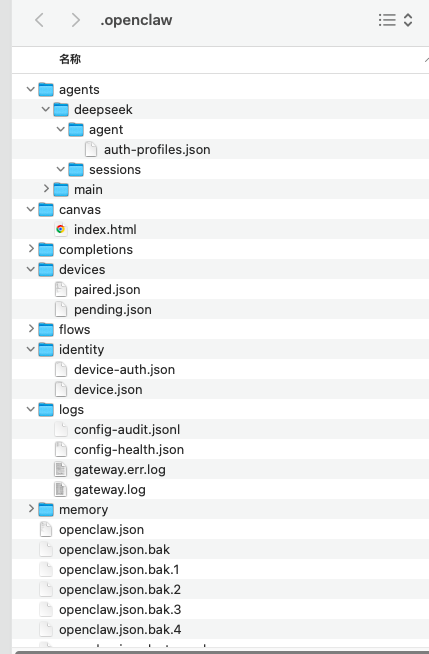 .openclaw
名称
agents
deepseek
agent
auth-profiles.json
sessions
main
canvas
index.html
completions
devices
paired.json
pending.json
flows
identity
device-auth.json
device.json
logs
config-audit.jsonl
config-health.json
gateway.err.log
gateway.log
memory
openclaw.json
openclaw.json.bak
openclaw.json.bak.1
openclaw.json.bak.2
openclaw.json.bak.3
openclaw.json.bak.4